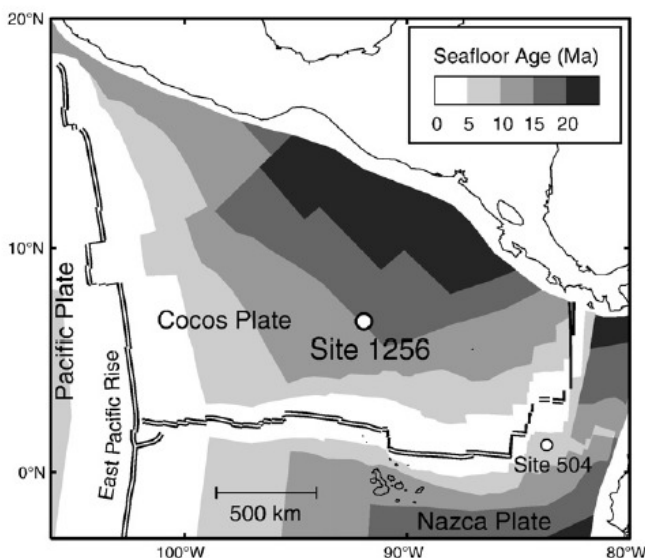 20°N
10°N
0°N
100°W
90°W
80°W
Seafloor Age (Ma)
0 5 10 15 20
Pacific Plate
East Pacific Rise
Cocos Plate
Site 1256
Site 504
500 km
Nazca Plate